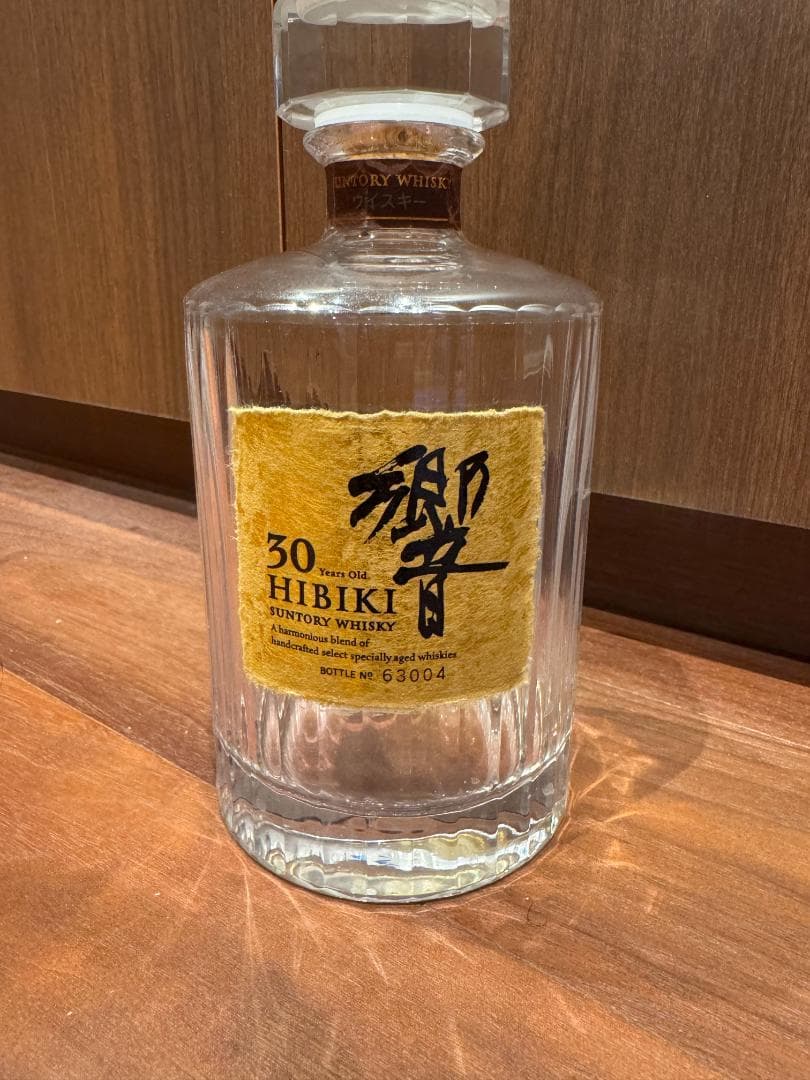 SUNTORY WHISKY
ウイスキー
響
30 Years Old
HIBIKI
SUNTORY WHISKY
A harmonious blend of
handcrafted select specially aged whiskies
BOTTLE Nº 63004